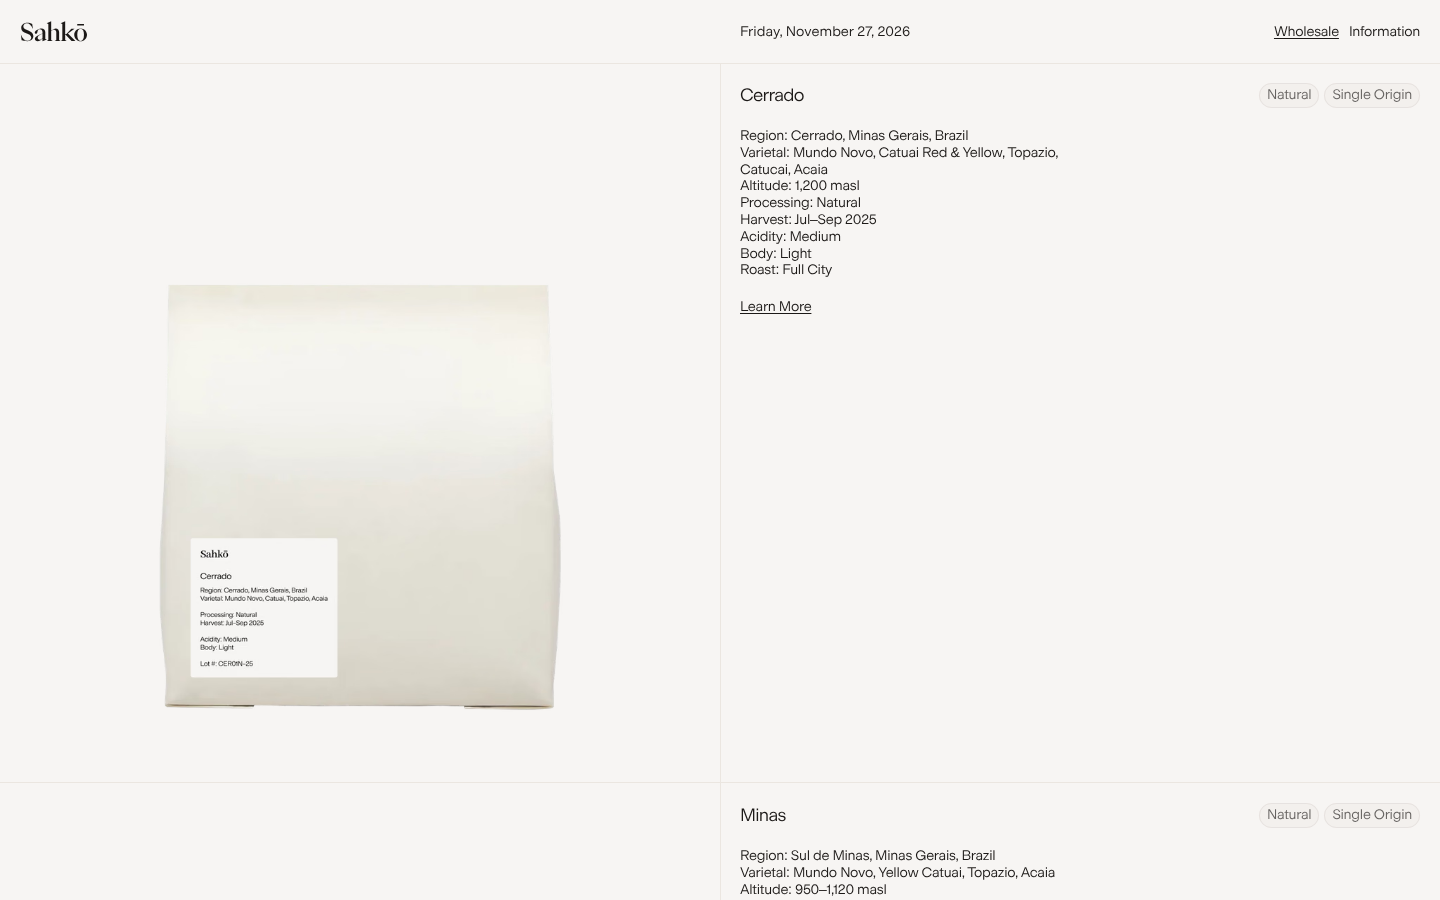 Sahkō
Friday, November 27, 2026
Wholesale Information
Cerrado
Natural Single Origin
Region: Cerrado, Minas Gerais, Brazil
Varietal: Mundo Novo, Catuai Red & Yellow, Topazio,
Catucai, Acaia
Altitude: 1,200 masl
Processing: Natural
Harvest: Jul–Sep 2025
Acidity: Medium
Body: Light
Roast: Full City
Learn More
Sahkō
Cerrado
Region: Cerrado, Minas Gerais, Brazil
Varietal: Mundo Novo, Catuai, Topazio, Acaia
Processing: Natural
Harvest: Jul-Sep 2025
Acidity: Medium
Body: Light
Lot #: CER01N-25
Minas
Natural Single Origin
Region: Sul de Minas, Minas Gerais, Brazil
Varietal: Mundo Novo, Yellow Catuai, Topazio, Acaia
Altitude: 950–1,120 masl